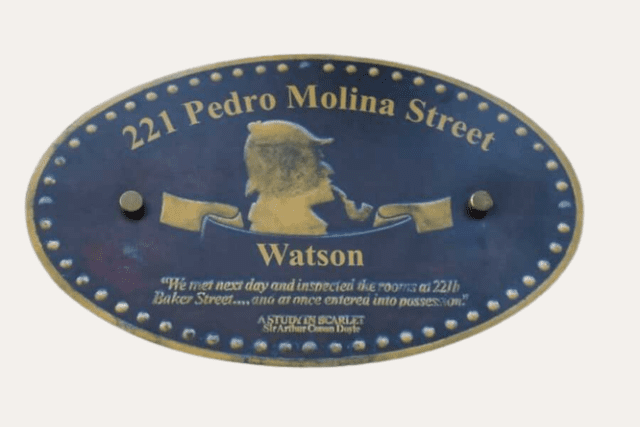 221 Pedro Molina Street
Watson
"We met next day and inspected the rooms at 221b
Baker Street....and at once entered into possession."
A STUDY IN SCARLET
Sir Arthur Conan Doyle